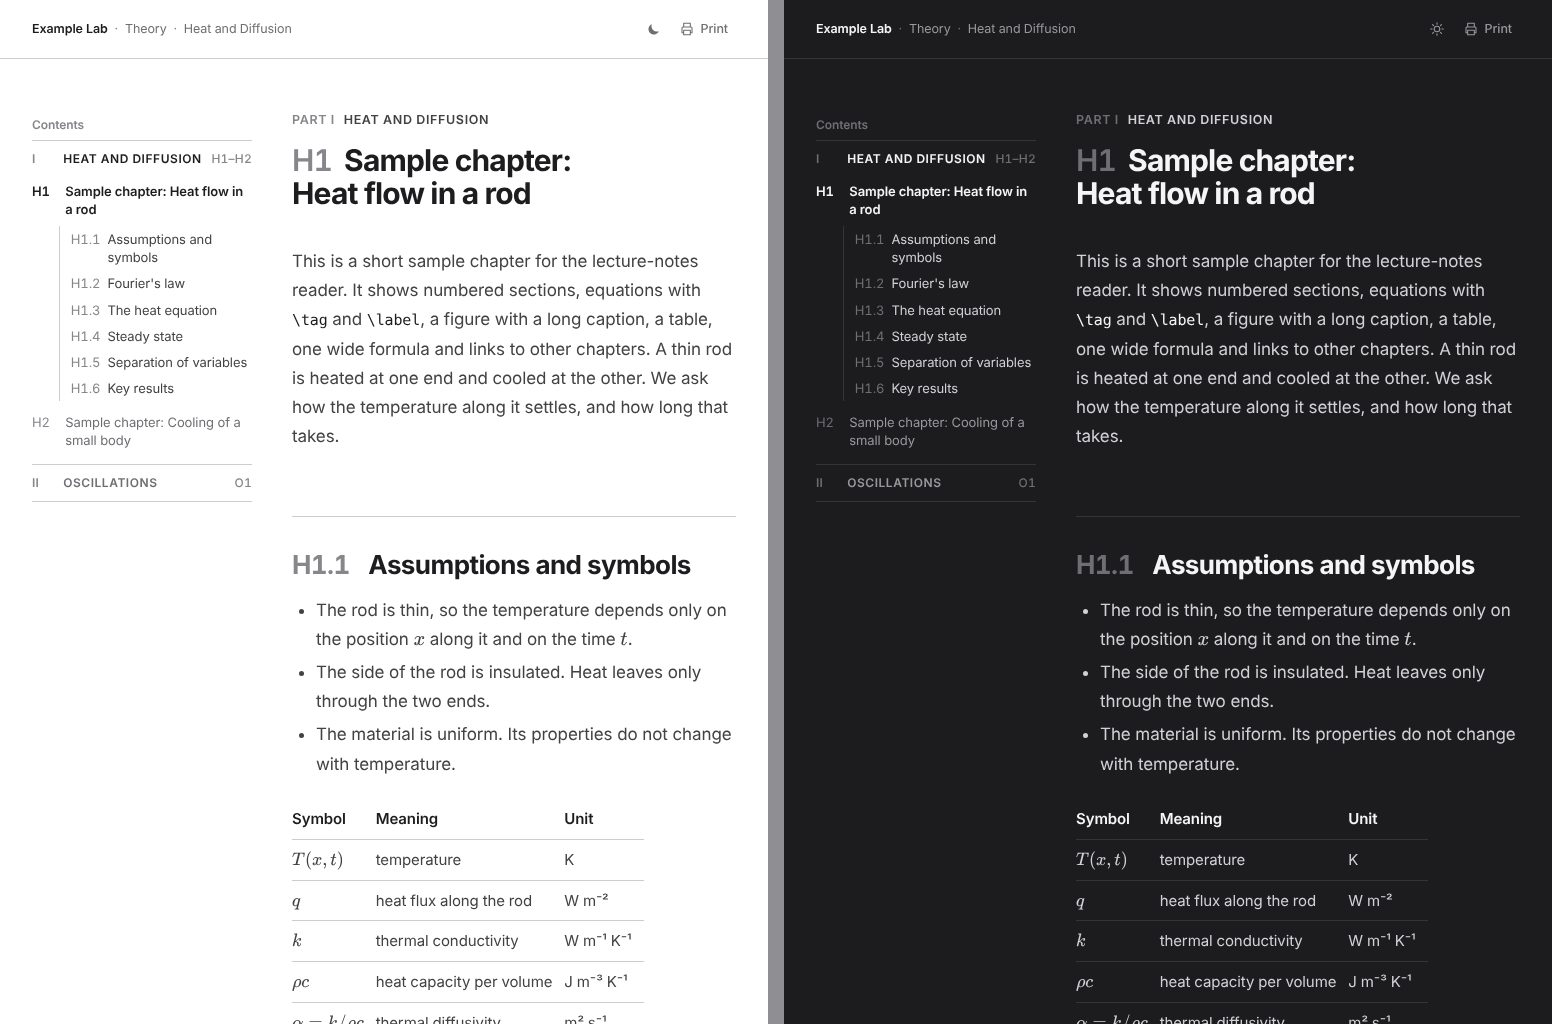 Example Lab · Theory · Heat and Diffusion
Print
Contents
I HEAT AND DIFFUSION H1–H2
H1 Sample chapter: Heat flow in
a rod
H1.1 Assumptions and
symbols
H1.2 Fourier's law
H1.3 The heat equation
H1.4 Steady state
H1.5 Separation of variables
H1.6 Key results
H2 Sample chapter: Cooling of a
small body
II OSCILLATIONS O1
PART I HEAT AND DIFFUSION
H1 Sample chapter:
Heat flow in a rod
This is a short sample chapter for the lecture-notes
reader. It shows numbered sections, equations with
\tag and \label, a figure with a long caption, a table,
one wide formula and links to other chapters. A thin rod
is heated at one end and cooled at the other. We ask
how the temperature along it settles, and how long that
takes.
H1.1 Assumptions and symbols
• The rod is thin, so the temperature depends only on
the position x along it and on the time t.
• The side of the rod is insulated. Heat leaves only
through the two ends.
• The material is uniform. Its properties do not change
with temperature.
Symbol Meaning Unit
T(x, t) temperature K
q heat flux along the rod W m⁻²
k thermal conductivity W m⁻¹ K⁻¹
ρc heat capacity per volume J m⁻³ K⁻¹
α = k/ρc thermal diffusivity m² s⁻¹
Example Lab · Theory · Heat and Diffusion
Print
Contents
I HEAT AND DIFFUSION H1–H2
H1 Sample chapter: Heat flow in
a rod
H1.1 Assumptions and
symbols
H1.2 Fourier's law
H1.3 The heat equation
H1.4 Steady state
H1.5 Separation of variables
H1.6 Key results
H2 Sample chapter: Cooling of a
small body
II OSCILLATIONS O1
PART I HEAT AND DIFFUSION
H1 Sample chapter:
Heat flow in a rod
This is a short sample chapter for the lecture-notes
reader. It shows numbered sections, equations with
\tag and \label, a figure with a long caption, a table,
one wide formula and links to other chapters. A thin rod
is heated at one end and cooled at the other. We ask
how the temperature along it settles, and how long that
takes.
H1.1 Assumptions and symbols
• The rod is thin, so the temperature depends only on
the position x along it and on the time t.
• The side of the rod is insulated. Heat leaves only
through the two ends.
• The material is uniform. Its properties do not change
with temperature.
Symbol Meaning Unit
T(x, t) temperature K
q heat flux along the rod W m⁻²
k thermal conductivity W m⁻¹ K⁻¹
ρc heat capacity per volume J m⁻³ K⁻¹
α = k/ρc thermal diffusivity m² s⁻¹